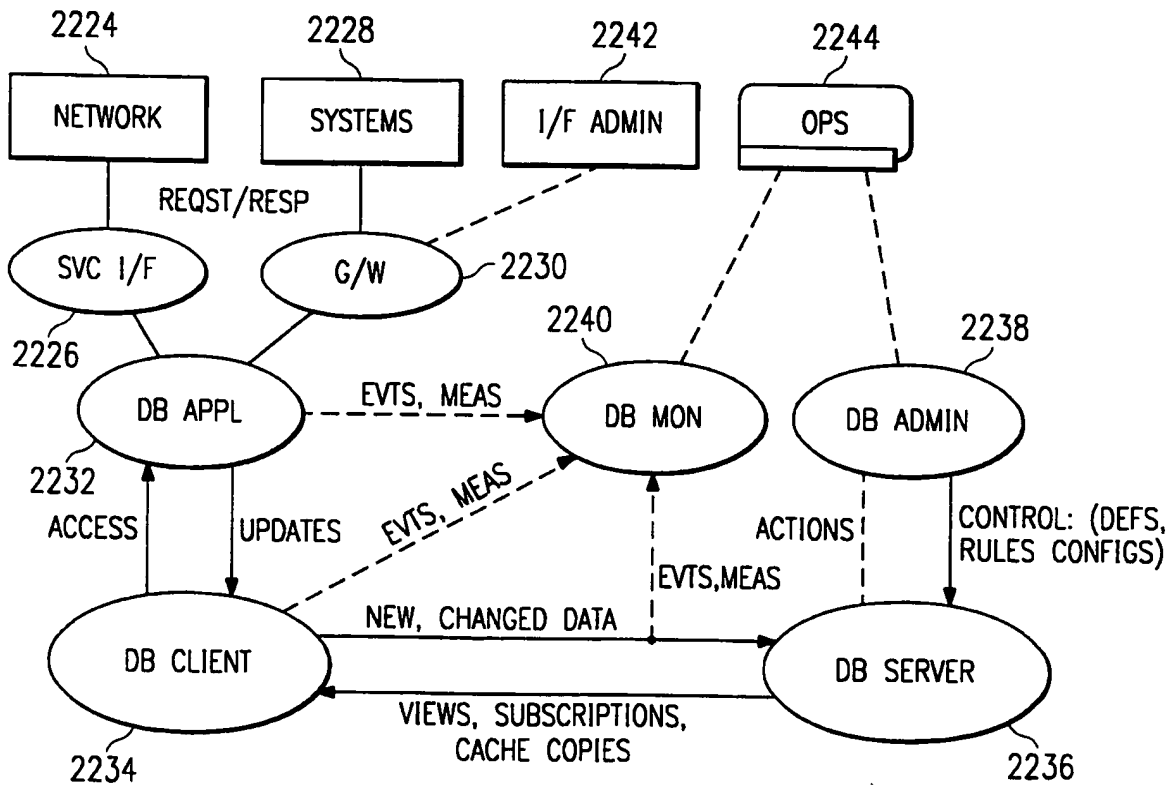 2224
2228
2242
2244
NETWORK
SYSTEMS
I/F ADMIN
OPS
REQST/RESP
SVC I/F
G/W
2230
2226
2240
2238
DB APPL
EVTS, MEAS
DB MON
DB ADMIN
2232
ACCESS
UPDATES
EVTS, MEAS
ACTIONS
CONTROL: (DEFS,
RULES CONFIGS)
EVTS,MEAS
NEW, CHANGED DATA
DB CLIENT
DB SERVER
VIEWS, SUBSCRIPTIONS,
CACHE COPIES
2234
2236